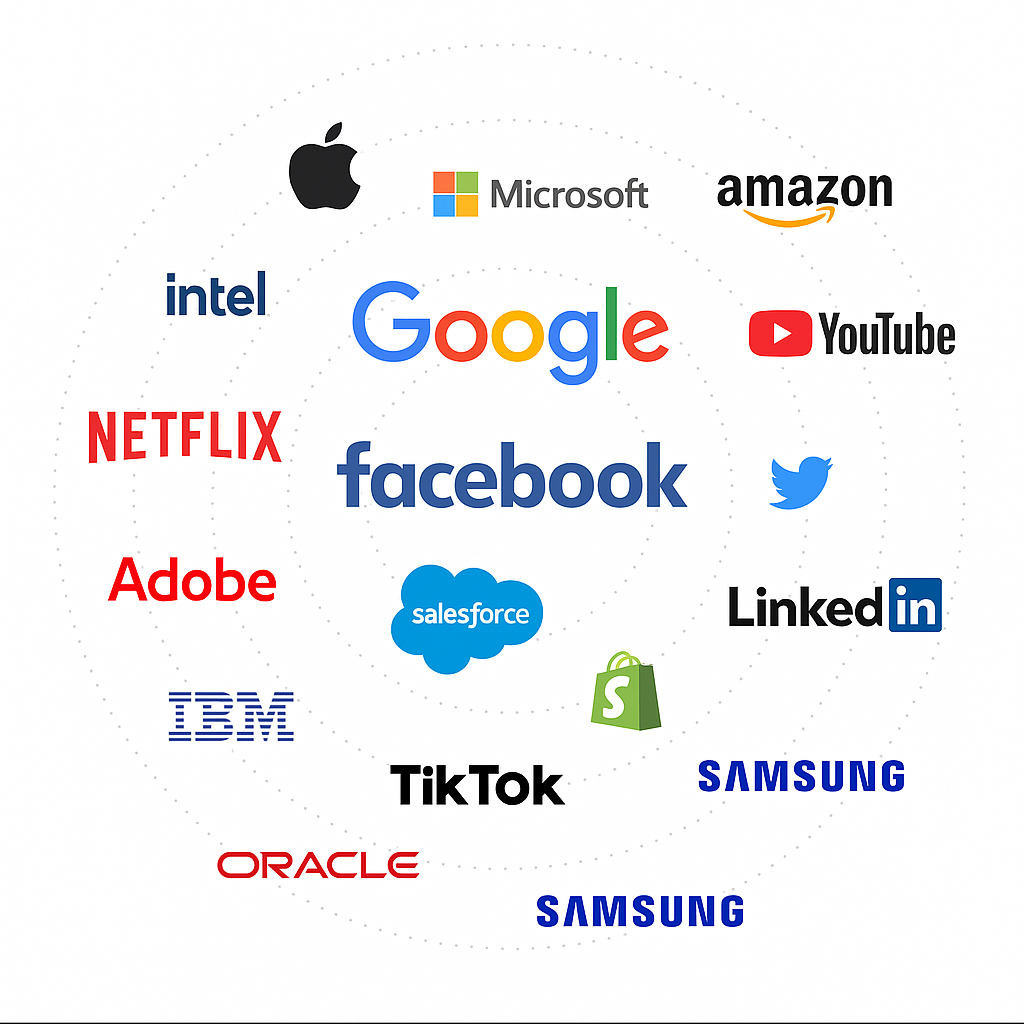 Microsoft
amazon
intel
Google
YouTube
NETFLIX
facebook
Adobe
salesforce
Linkedin
S
IBM
TikTok
SAMSUNG
ORACLE
SAMSUNG